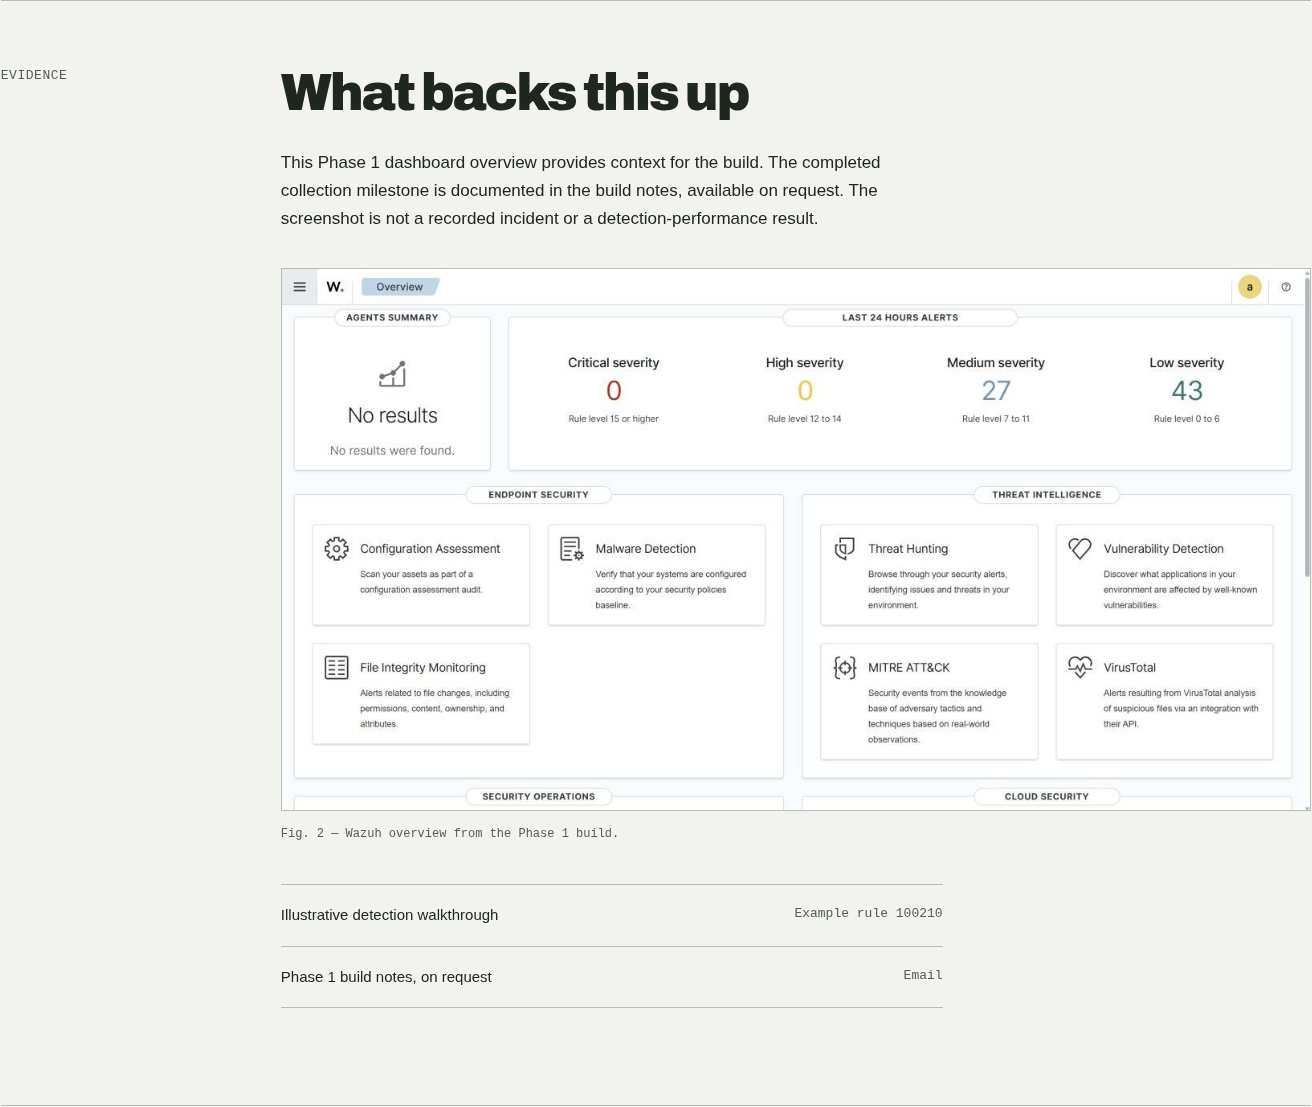 EVIDENCE
What backs this up
This Phase 1 dashboard overview provides context for the build. The completed
collection milestone is documented in the build notes, available on request. The
screenshot is not a recorded incident or a detection-performance result.
W.
Overview
a
AGENTS SUMMARY
No results
No results were found.
LAST 24 HOURS ALERTS
Critical severity
0
Rule level 15 or higher
High severity
0
Rule level 12 to 14
Medium severity
27
Rule level 7 to 11
Low severity
43
Rule level 0 to 6
ENDPOINT SECURITY
Configuration Assessment
Scan your assets as part of a
configuration assessment audit.
Malware Detection
Verify that your systems are configured
according to your security policies
baseline.
File Integrity Monitoring
Alerts related to file changes, including
permissions, content, ownership, and
attributes.
THREAT INTELLIGENCE
Threat Hunting
Browse through your security alerts,
identifying issues and threats in your
environment.
Vulnerability Detection
Discover what applications in your
environment are affected by well-known
vulnerabilities.
MITRE ATT&CK
Security events from the knowledge
base of adversary tactics and
techniques based on real-world
observations.
VirusTotal
Alerts resulting from VirusTotal analysis
of suspicious files via an integration with
their API.
SECURITY OPERATIONS
CLOUD SECURITY
Fig. 2 — Wazuh overview from the Phase 1 build.
Illustrative detection walkthrough
Example rule 100210
Phase 1 build notes, on request
Email